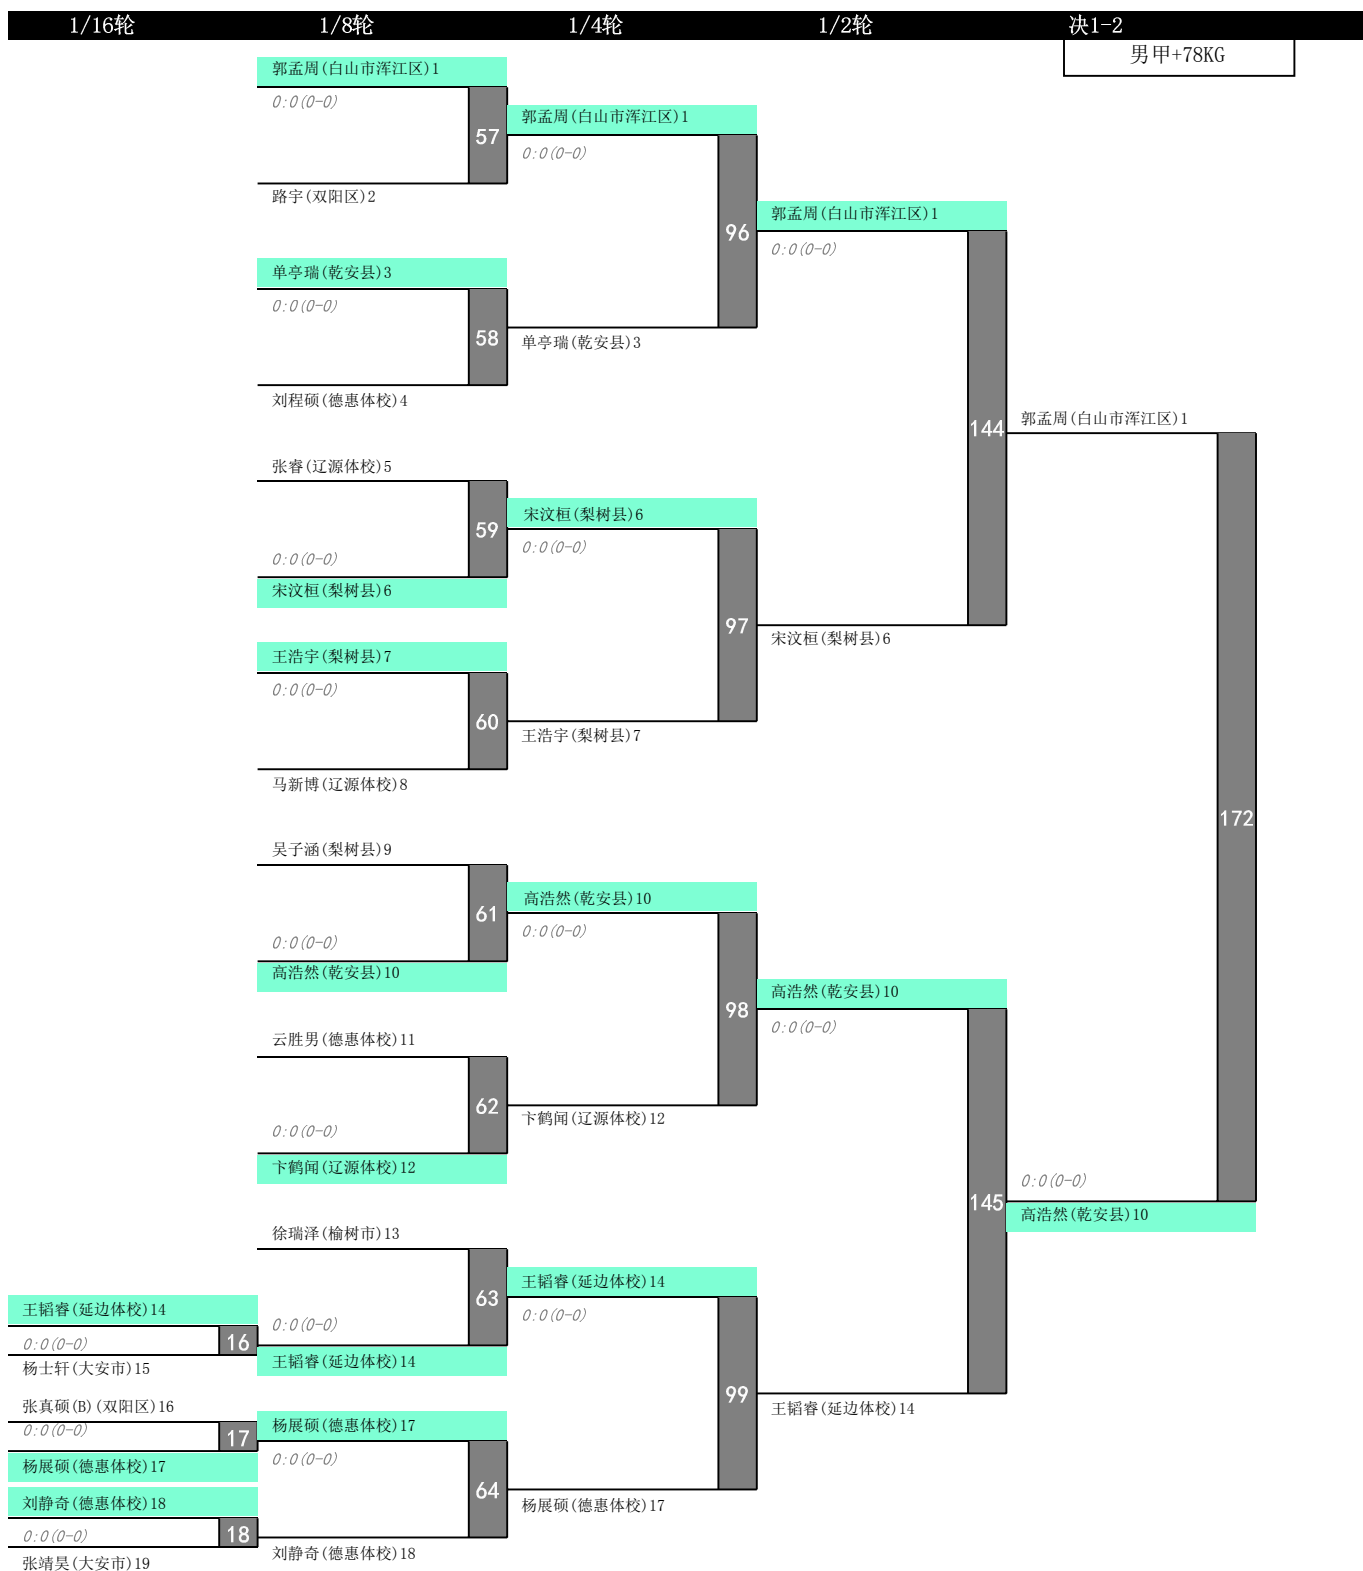 1/16轮 1/8轮 1/4轮 1/2轮 决1-2
男甲+78KG
郭孟周(白山市浑江区)1
0:0(0-0)
57
路宇(双阳区)2
单亭瑞(乾安县)3
0:0(0-0)
58
刘程硕(德惠体校)4
张睿(辽源体校)5
59
0:0(0-0)
宋汶桓(梨树县)6
王浩宇(梨树县)7
0:0(0-0)
60
马新博(辽源体校)8
吴子涵(梨树县)9
61
0:0(0-0)
高浩然(乾安县)10
云胜男(德惠体校)11
62
0:0(0-0)
卞鹤闻(辽源体校)12
徐瑞泽(榆树市)13
63
0:0(0-0)
王韬睿(延边体校)14
杨展硕(德惠体校)17
0:0(0-0)
64
刘静奇(德惠体校)18
王韬睿(延边体校)14
0:0(0-0)
16
杨士轩(大安市)15
张真硕(B)(双阳区)16
0:0(0-0)
17
杨展硕(德惠体校)17
刘静奇(德惠体校)18
0:0(0-0)
18
张靖昊(大安市)19
郭孟周(白山市浑江区)1
0:0(0-0)
96
单亭瑞(乾安县)3
宋汶桓(梨树县)6
0:0(0-0)
97
王浩宇(梨树县)7
高浩然(乾安县)10
0:0(0-0)
98
卞鹤闻(辽源体校)12
王韬睿(延边体校)14
0:0(0-0)
99
杨展硕(德惠体校)17
郭孟周(白山市浑江区)1
0:0(0-0)
144
宋汶桓(梨树县)6
高浩然(乾安县)10
0:0(0-0)
145
王韬睿(延边体校)14
郭孟周(白山市浑江区)1
172
0:0(0-0)
高浩然(乾安县)10